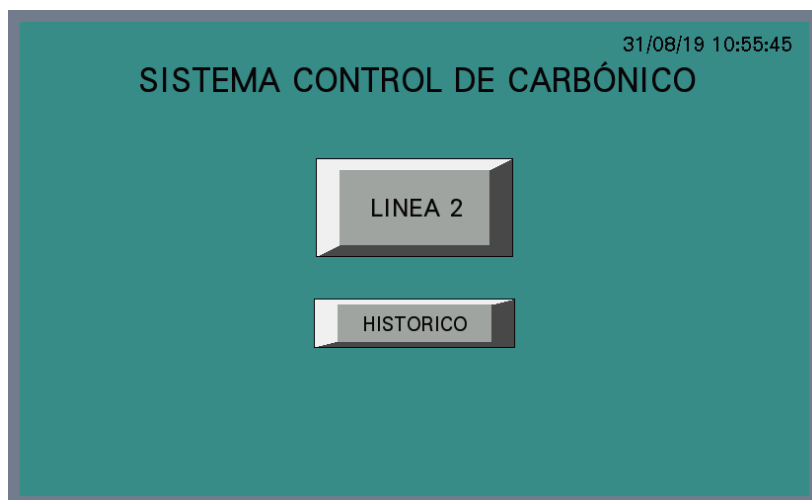 31/08/19 10:55:45
SISTEMA CONTROL DE CARBÓNICO
LINEA 2
HISTORICO